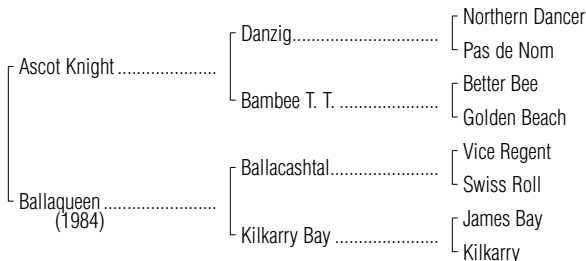 Northern Dancer
Danzig..................................
Pas de Nom
Ascot Knight .......................
Better Bee
Bambee T. T. .......................
Golden Beach
Vice Regent
Ballacashtal.........................
Swiss Roll
Ballaqueen ..........................
(1984)
James Bay
Kilkarry Bay ........................
Kilkarry